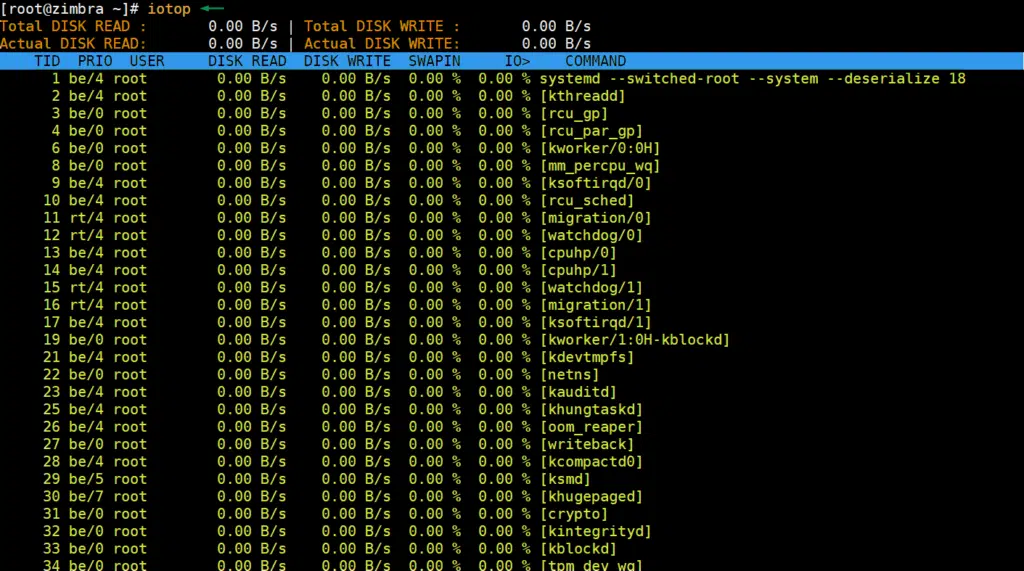 [root@zimbra ~]# iotop
Total DISK READ :       0.00 B/s | Total DISK WRITE :       0.00 B/s
Actual DISK READ:       0.00 B/s | Actual DISK WRITE:       0.00 B/s
TID  PRIO  USER     DISK READ  DISK WRITE  SWAPIN     IO>    COMMAND
1 be/4 root        0.00 B/s    0.00 B/s  0.00 %  0.00 % systemd --switched-root --system --deserialize 18
2 be/4 root        0.00 B/s    0.00 B/s  0.00 %  0.00 % [kthreadd]
3 be/0 root        0.00 B/s    0.00 B/s  0.00 %  0.00 % [rcu_gp]
4 be/0 root        0.00 B/s    0.00 B/s  0.00 %  0.00 % [rcu_par_gp]
6 be/0 root        0.00 B/s    0.00 B/s  0.00 %  0.00 % [kworker/0:0H]
8 be/0 root        0.00 B/s    0.00 B/s  0.00 %  0.00 % [mm_percpu_wq]
9 be/4 root        0.00 B/s    0.00 B/s  0.00 %  0.00 % [ksoftirqd/0]
10 be/4 root        0.00 B/s    0.00 B/s  0.00 %  0.00 % [rcu_sched]
11 rt/4 root        0.00 B/s    0.00 B/s  0.00 %  0.00 % [migration/0]
12 rt/4 root        0.00 B/s    0.00 B/s  0.00 %  0.00 % [watchdog/0]
13 be/4 root        0.00 B/s    0.00 B/s  0.00 %  0.00 % [cpuhp/0]
14 be/4 root        0.00 B/s    0.00 B/s  0.00 %  0.00 % [cpuhp/1]
15 rt/4 root        0.00 B/s    0.00 B/s  0.00 %  0.00 % [watchdog/1]
16 rt/4 root        0.00 B/s    0.00 B/s  0.00 %  0.00 % [migration/1]
17 be/4 root        0.00 B/s    0.00 B/s  0.00 %  0.00 % [ksoftirqd/1]
19 be/0 root        0.00 B/s    0.00 B/s  0.00 %  0.00 % [kworker/1:0H-kblockd]
21 be/4 root        0.00 B/s    0.00 B/s  0.00 %  0.00 % [kdevtmpfs]
22 be/0 root        0.00 B/s    0.00 B/s  0.00 %  0.00 % [netns]
23 be/4 root        0.00 B/s    0.00 B/s  0.00 %  0.00 % [kauditd]
25 be/4 root        0.00 B/s    0.00 B/s  0.00 %  0.00 % [khungtaskd]
26 be/4 root        0.00 B/s    0.00 B/s  0.00 %  0.00 % [oom_reaper]
27 be/0 root        0.00 B/s    0.00 B/s  0.00 %  0.00 % [writeback]
28 be/4 root        0.00 B/s    0.00 B/s  0.00 %  0.00 % [kcompactd0]
29 be/5 root        0.00 B/s    0.00 B/s  0.00 %  0.00 % [ksmd]
30 be/7 root        0.00 B/s    0.00 B/s  0.00 %  0.00 % [khugepaged]
31 be/0 root        0.00 B/s    0.00 B/s  0.00 %  0.00 % [crypto]
32 be/0 root        0.00 B/s    0.00 B/s  0.00 %  0.00 % [kintegrityd]
33 be/0 root        0.00 B/s    0.00 B/s  0.00 %  0.00 % [kblockd]
34 be/0 root        0.00 B/s    0.00 B/s  0.00 %  0.00 % [tpm_dev_wq]